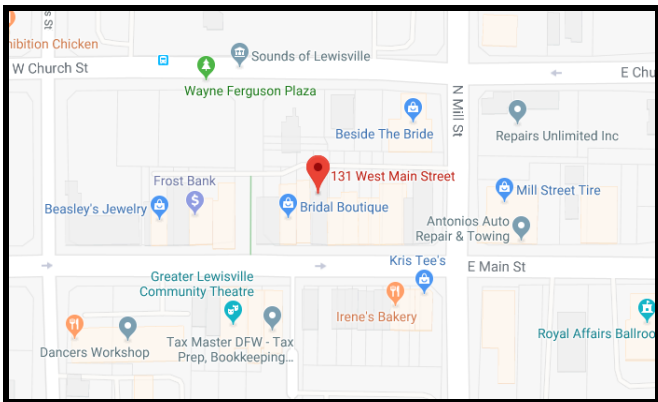 s St
hibition Chicken
Sounds of Lewisville
W Church St
E Chu
Wayne Ferguson Plaza
N Mill St
Beside The Bride
Repairs Unlimited Inc
131 West Main Street
Frost Bank
Mill Street Tire
Beasley's Jewelry
Bridal Boutique
Antonios Auto
Repair & Towing
Kris Tee's
E Main St
Greater Lewisville
Community Theatre
Irene's Bakery
Royal Affairs Ballroo
Dancers Workshop
Tax Master DFW - Tax
Prep, Bookkeeping...